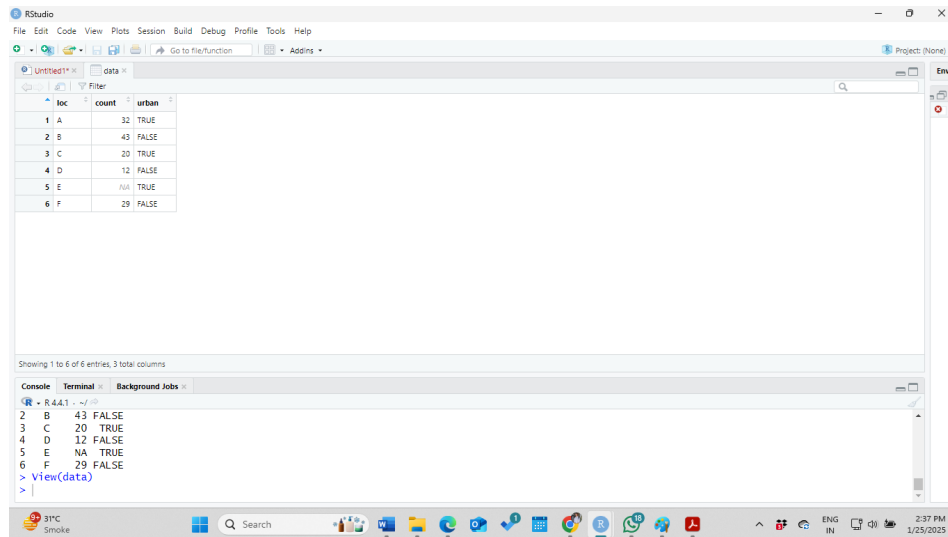 RStudio
File Edit Code View Plots Session Build Debug Profile Tools Help
Go to file/function Addins Project: (None)
Untitled1* data Env
Filter
loc count urban
1 A 32 TRUE
2 B 43 FALSE
3 C 20 TRUE
4 D 12 FALSE
5 E NA TRUE
6 F 29 FALSE
Showing 1 to 6 of 6 entries, 3 total columns
Console Terminal Background Jobs
R 4.4.1 · ~/
2 B 43 FALSE
3 C 20 TRUE
4 D 12 FALSE
5 E NA TRUE
6 F 29 FALSE
> View(data)
>
9+ 31°C Search 1 18 ENG 2:37 PM
Smoke IN 1/25/2025